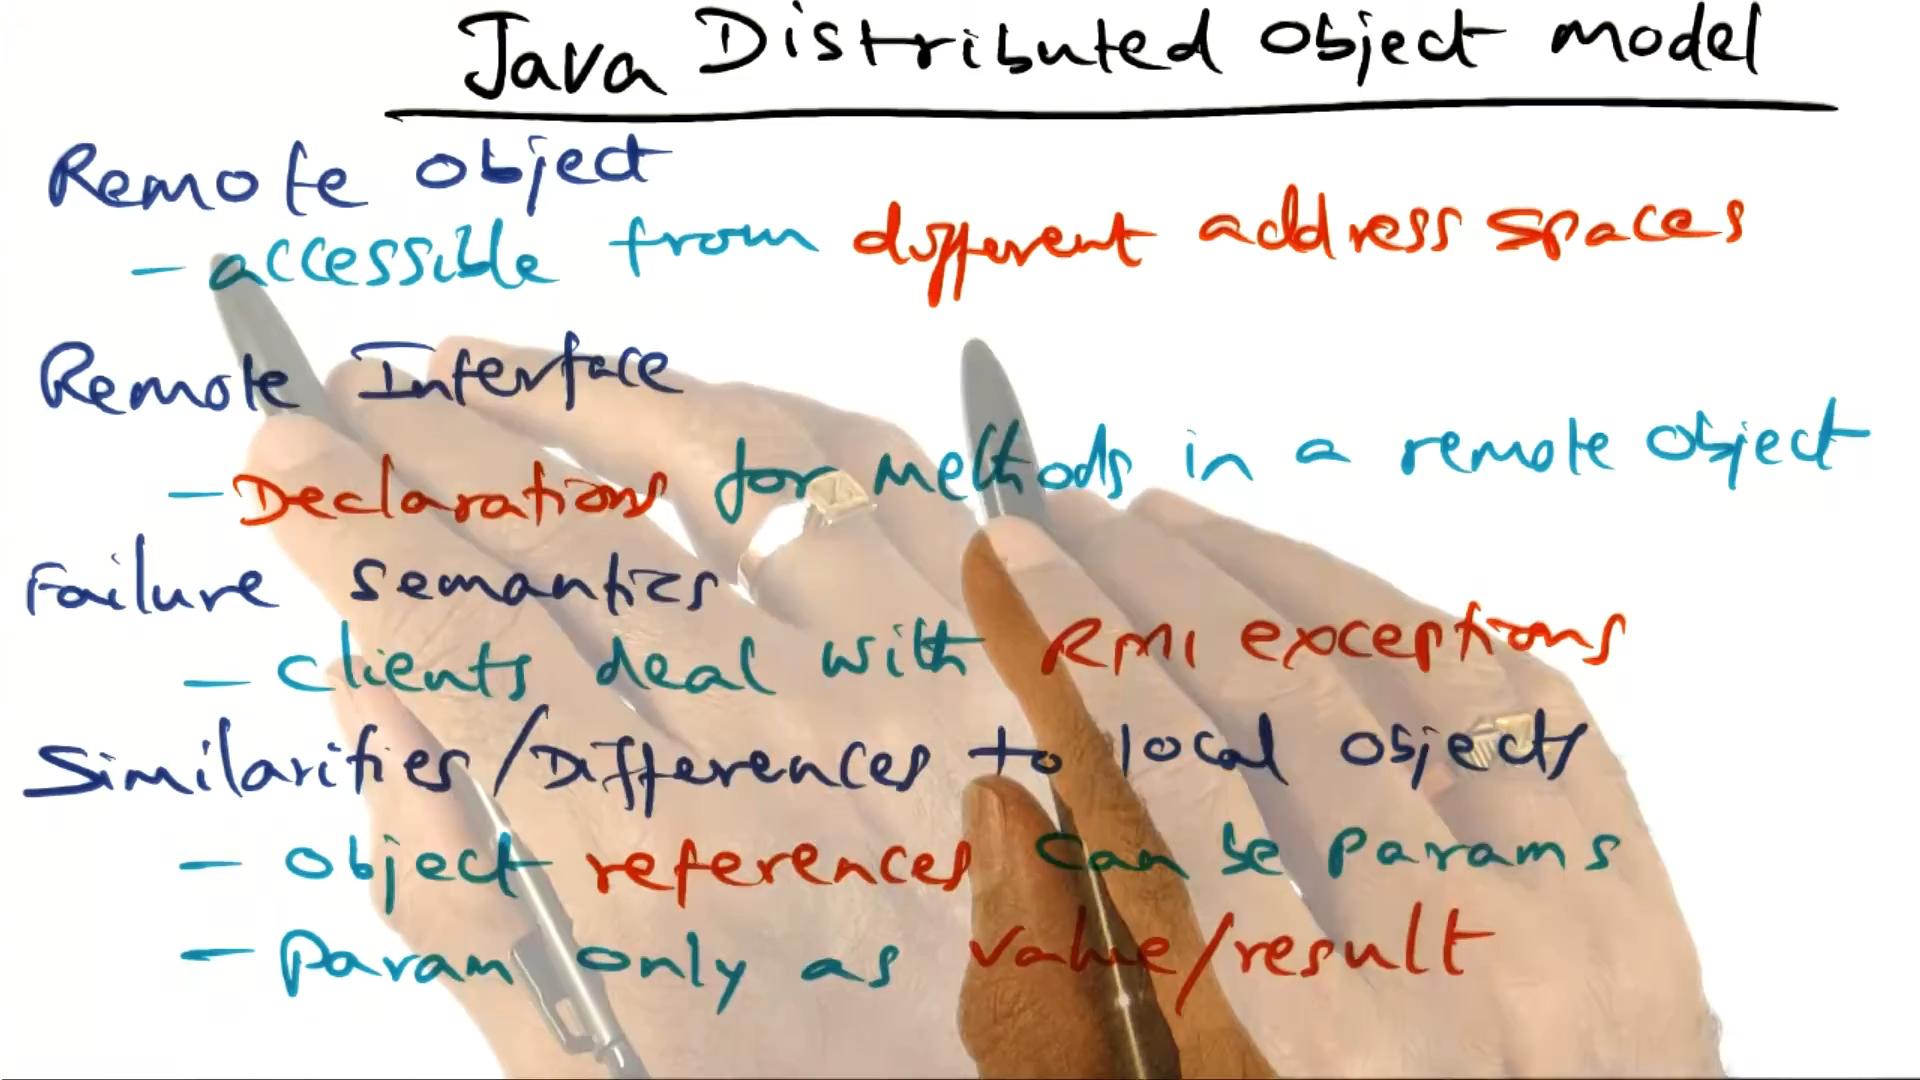 Java Distributed Object Model
Remote Object
- accessible from different address spaces
Remote Interface
- Declarations for methods in a remote object
Failure semantics
- clients deal with RMI exceptions
Similarities/Differences to local objects
- object references can be params
- param only as value/result